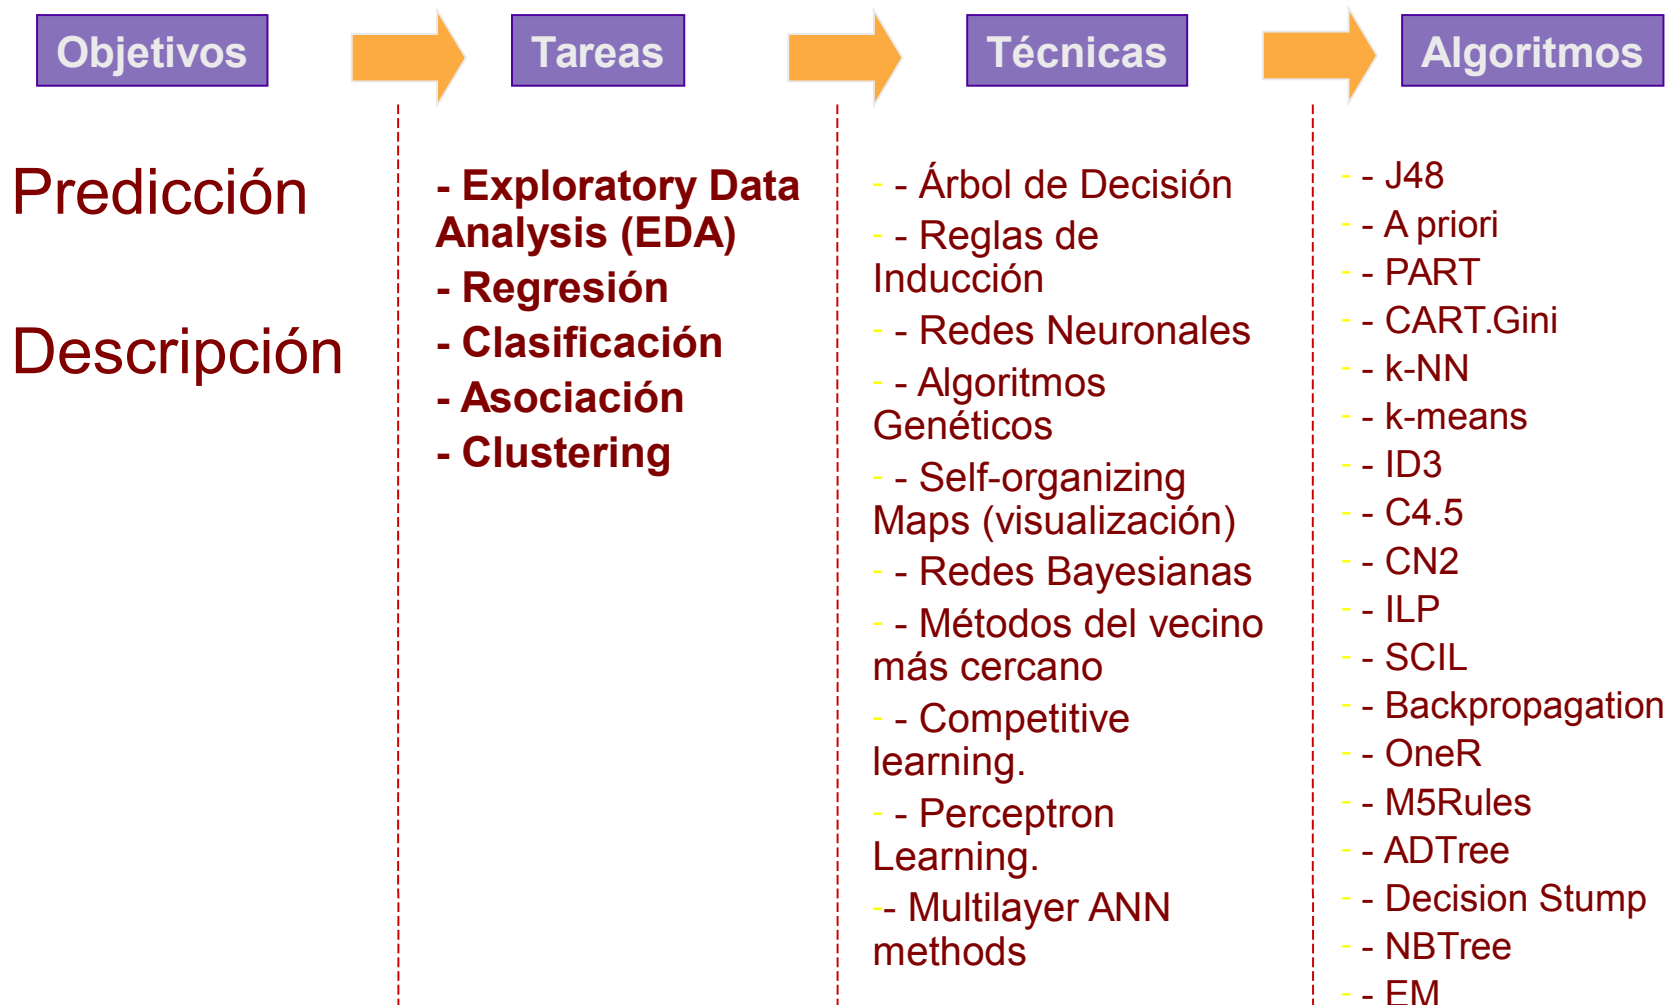 Objetivos
Tareas
Técnicas
Algoritmos
Predicción
Descripción
- Exploratory Data
Analysis (EDA)
- Regresión
- Clasificación
- Asociación
- Clustering
- - Árbol de Decisión
- - Reglas de
Inducción
- - Redes Neuronales
- - Algoritmos
Genéticos
- - Self-organizing
Maps (visualización)
- - Redes Bayesianas
- - Métodos del vecino
más cercano
- - Competitive
learning.
- - Perceptron
Learning.
-- Multilayer ANN
methods
- - J48
- - A priori
- - PART
- - CART.Gini
- - k-NN
- - k-means
- - ID3
- - C4.5
- - CN2
- - ILP
- - SCIL
- - Backpropagation
- - OneR
- - M5Rules
- - ADTree
- - Decision Stump
- - NBTree
- - EM